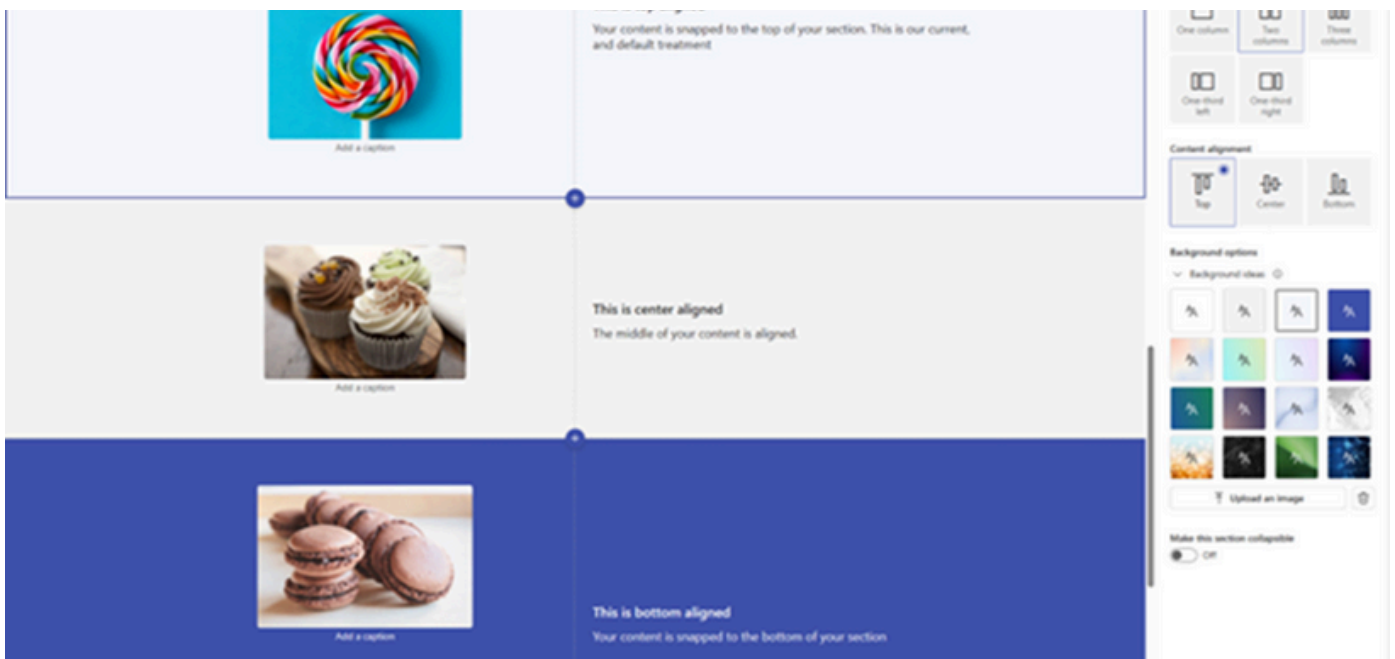 Your content is snapped to the top of your section. This is our current,
and default treatment
Add a caption
This is center aligned
The middle of your content is aligned.
Add a caption
This is bottom aligned
Your content is snapped to the bottom of your section
Add a caption
One column
Two
columns
Three
columns
One-third
left
One-third
right
Content alignment
Top
Center
Bottom
Background options
Background ideas
Upload an image
Make this section collapsible
Off